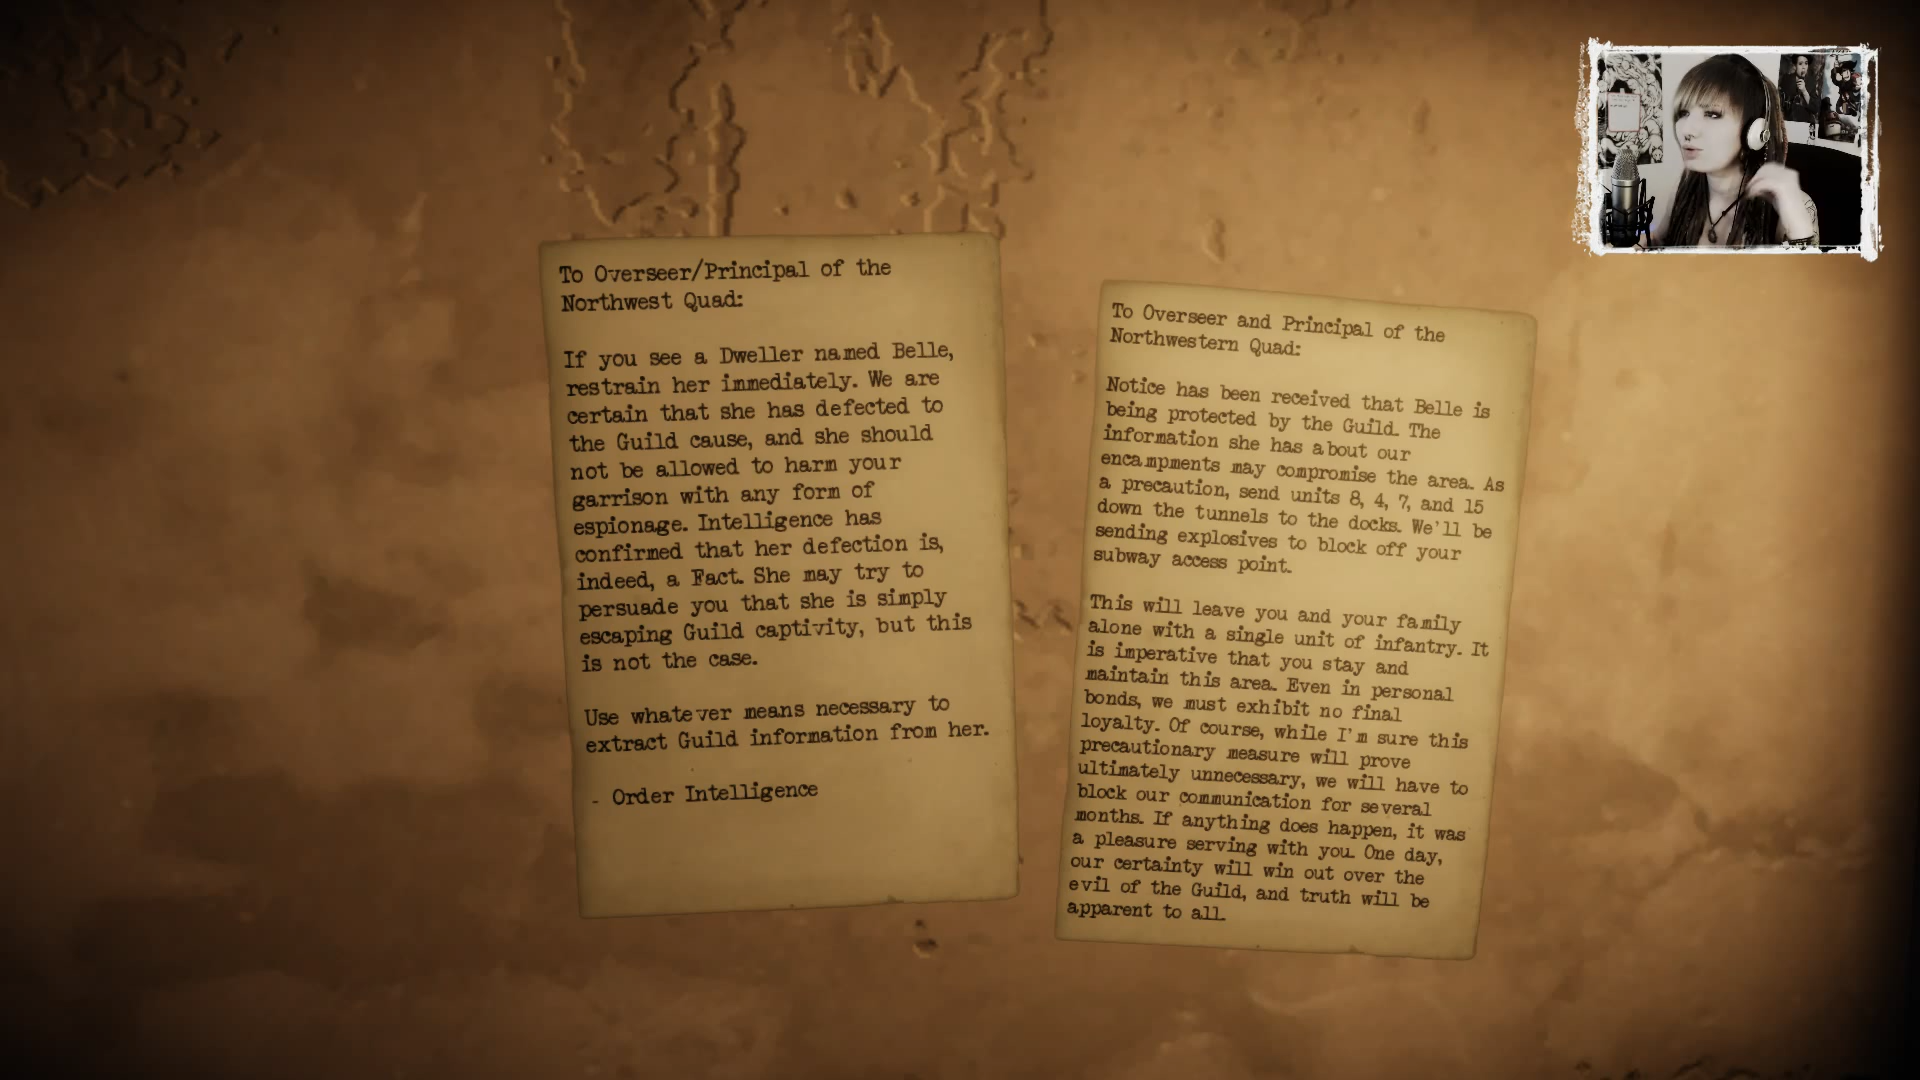 To Overseer/Principal of the
Northwest Quad:
If you see a Dweller named Belle,
restrain her immediately. We are
certain that she has defected to
the Guild cause, and she should
not be allowed to harm your
garrison with any form of
espionage. Intelligence has
confirmed that her defection is,
indeed, a Fact. She may try to
persuade you that she is simply
escaping Guild captivity, but this
is not the case.
Use whatever means necessary to
extract Guild information from her.
- Order Intelligence
To Overseer and Principal of the
Northwestern Quad:
Notice has been received that Belle is
being protected by the Guild. The
information she has about our
encampments may compromise the area. As
a precaution, send units 8, 4, 7, and 15
down the tunnels to the docks. We'll be
sending explosives to block off your
subway access point.
This will leave you and your family
alone with a single unit of infantry. It
is imperative that you stay and
maintain this area. Even in personal
bonds, we must exhibit no final
loyalty. Of course, while I'm sure this
precautionary measure will prove
ultimately unnecessary, we will have to
block our communication for several
months. If anything does happen, it was
a pleasure serving with you. One day,
our certainty will win out over the
evil of the Guild, and truth will be
apparent to all.